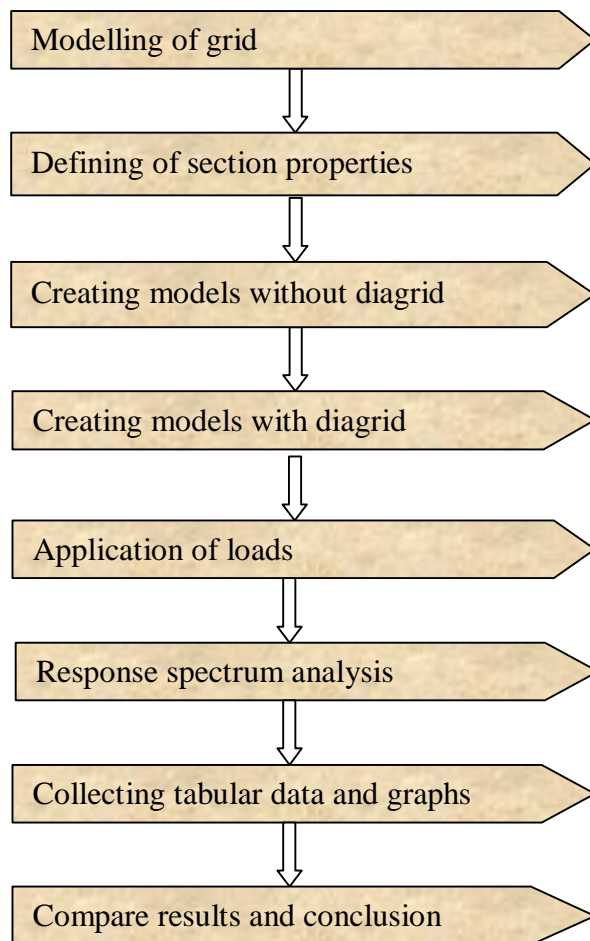 Modelling of grid
Defining of section properties
Creating models without diagrid
Creating models with diagrid
Application of loads
Response spectrum analysis
Collecting tabular data and graphs
Compare results and conclusion